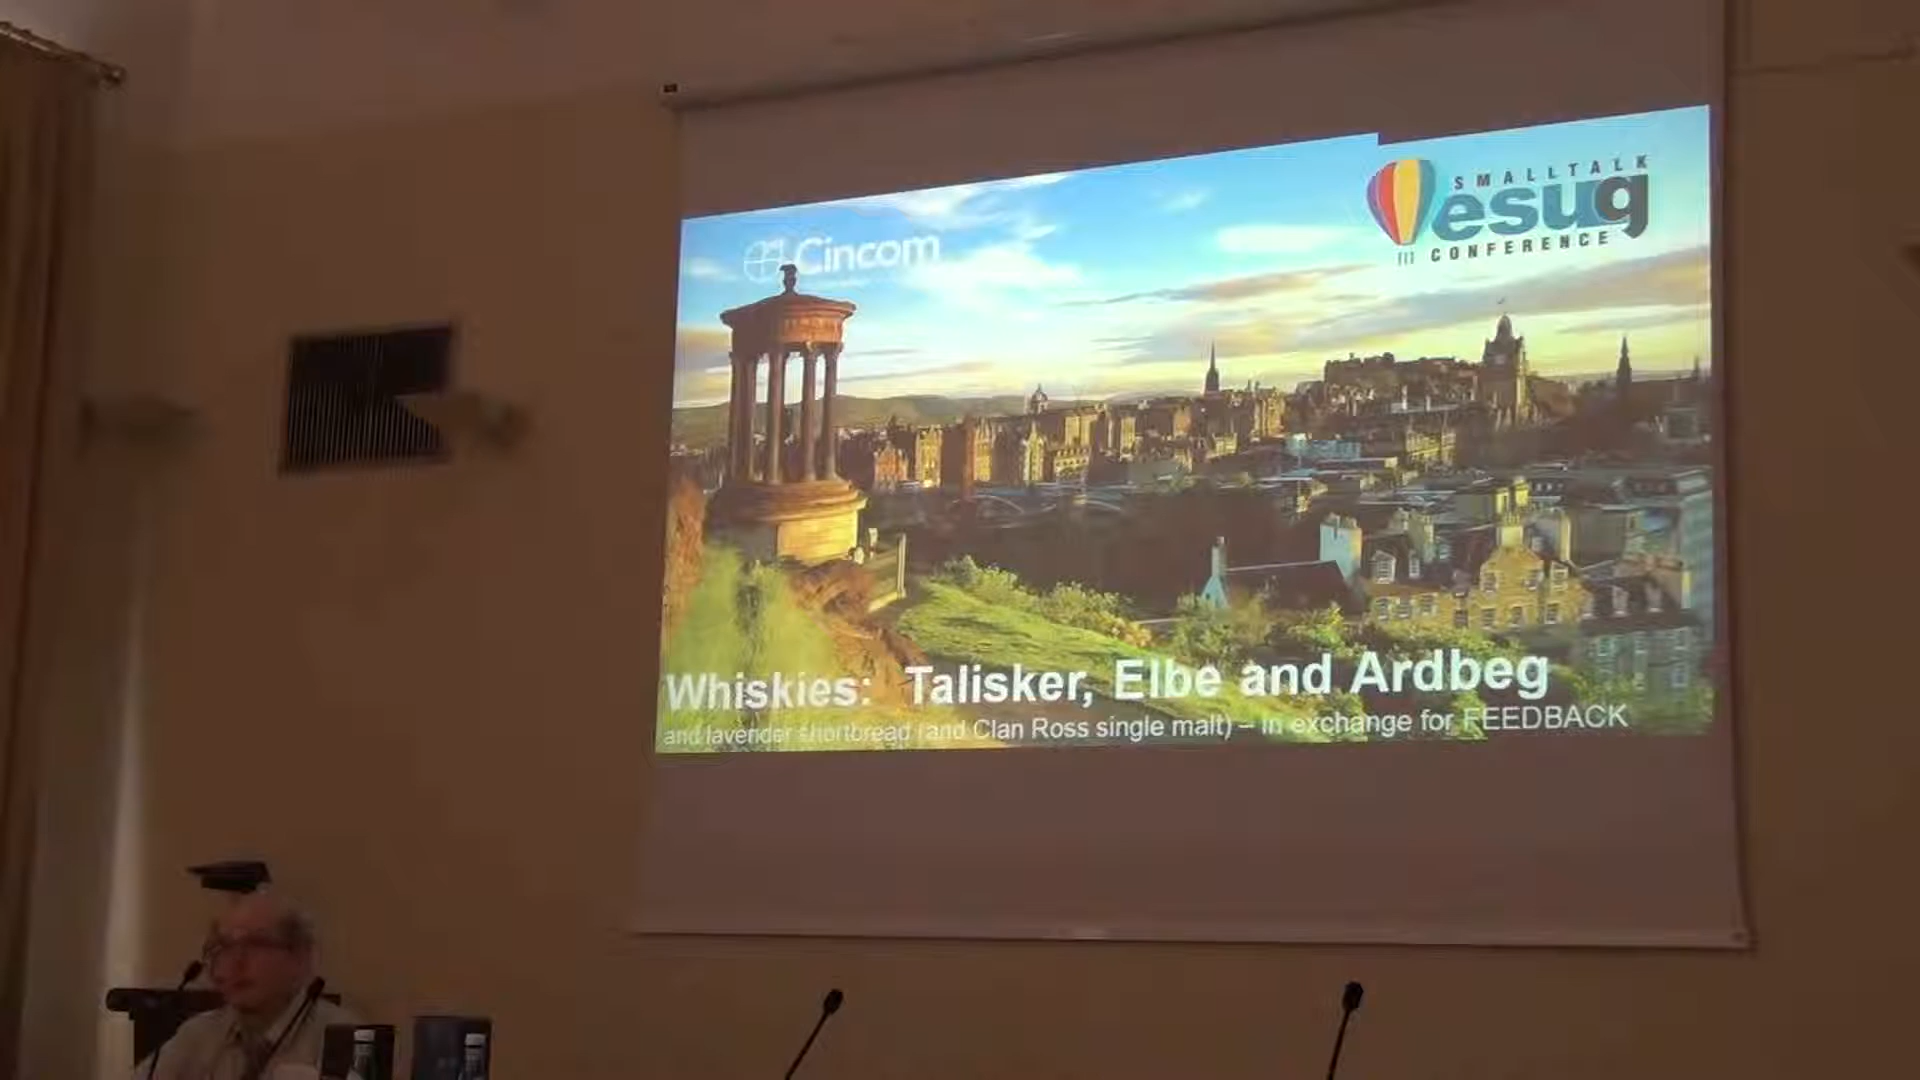 Cincom
SMALLTALK
esug
CONFERENCE
Whiskies: Talisker, Elbe and Ardbeg
and lavender shortbread (and Clan Ross single malt) – in exchange for FEEDBACK